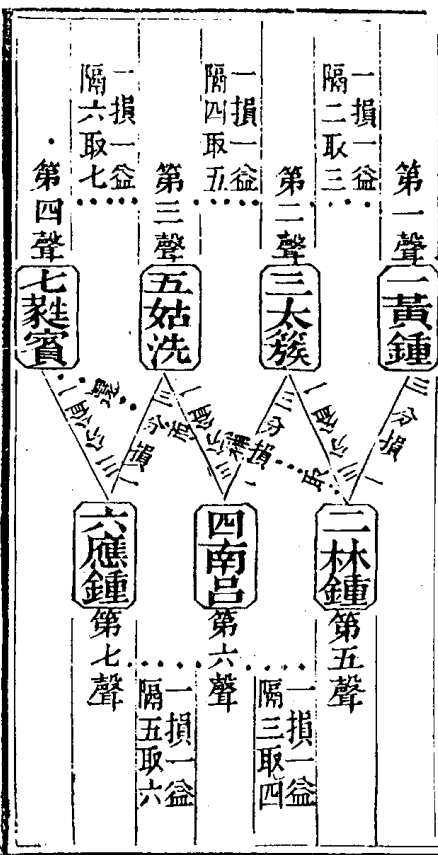 第一聲
一黃鍾
一損一益
隔二取三
第二聲
三太蔟
一損一益
隔四取五
第三聲
五姑洗
一損一益
隔六取七
第四聲
七蕤賓
三分損一
三分損一
三分損一
取
二林鍾
第五聲
一損一益
隔三取四
四南呂
第六聲
一損一益
隔五取六
六應鍾
第七聲